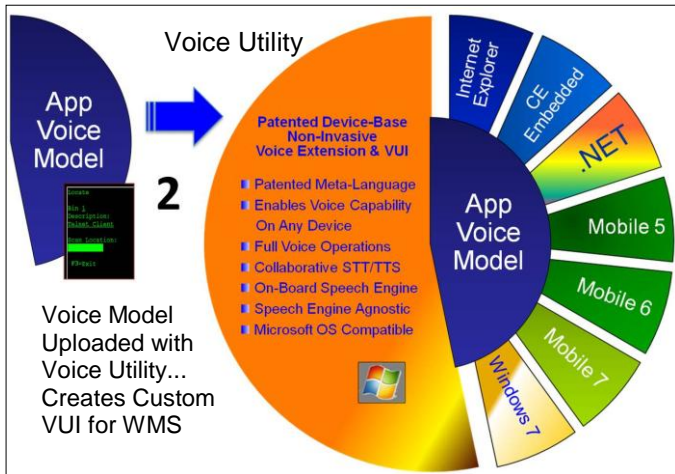 Voice Utility
App
Voice
Model
2
Locate
Bin 1
Description:
Telnet Client
Scan Location:
F3=Exit
Voice Model
Uploaded with
Voice Utility...
Creates Custom
VUI for WMS
Patented Device-Base
Non-Invasive
Voice Extension & VUI
Patented Meta-Language
Enables Voice Capability
On Any Device
Full Voice Operations
Collaborative STT/TTS
On-Board Speech Engine
Speech Engine Agnostic
Microsoft OS Compatible
App
Voice
Model
Internet
Explorer
CE
Embedded
.NET
Mobile 5
Mobile 6
Mobile 7
Windows 7